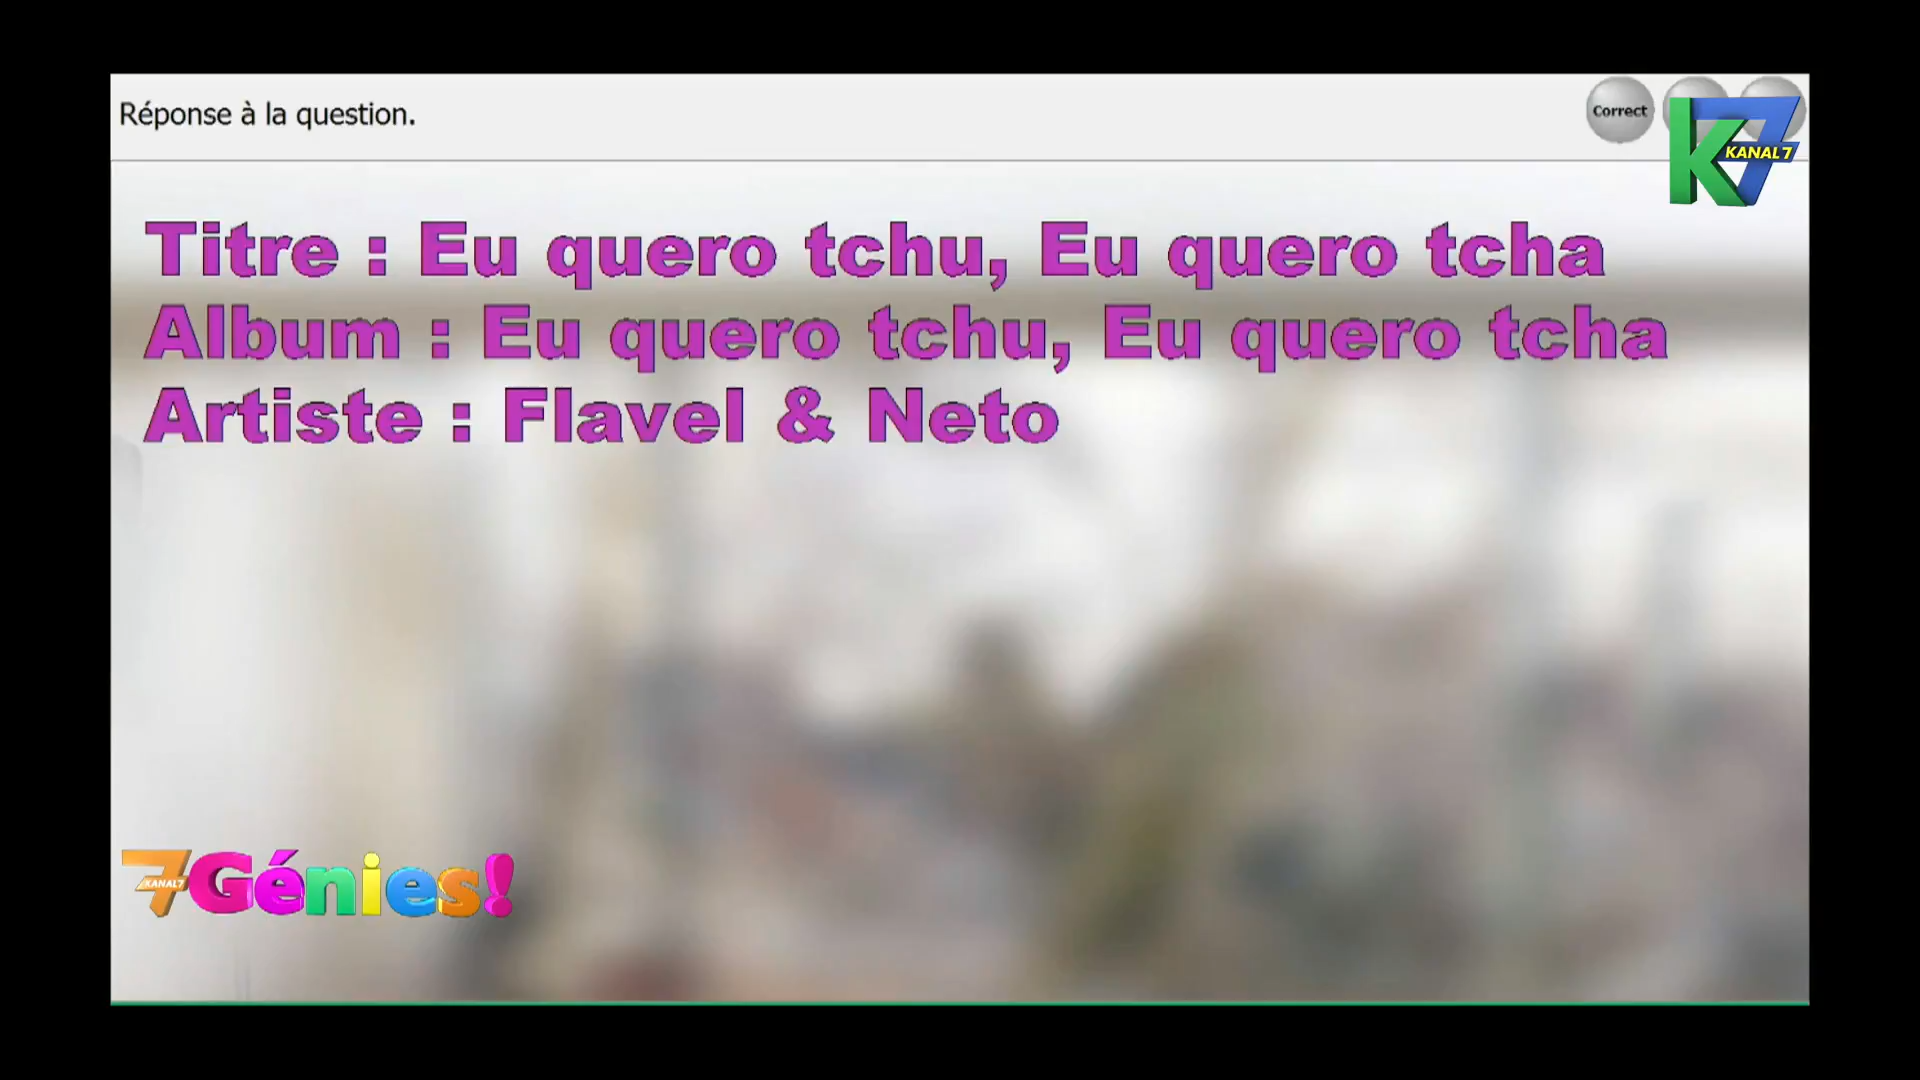 Réponse à la question.
Correct
KANAL7
Titre : Eu quero tchu, Eu quero tcha
Album : Eu quero tchu, Eu quero tcha
Artiste : Flavel & Neto
7 KANAL7 Génies!